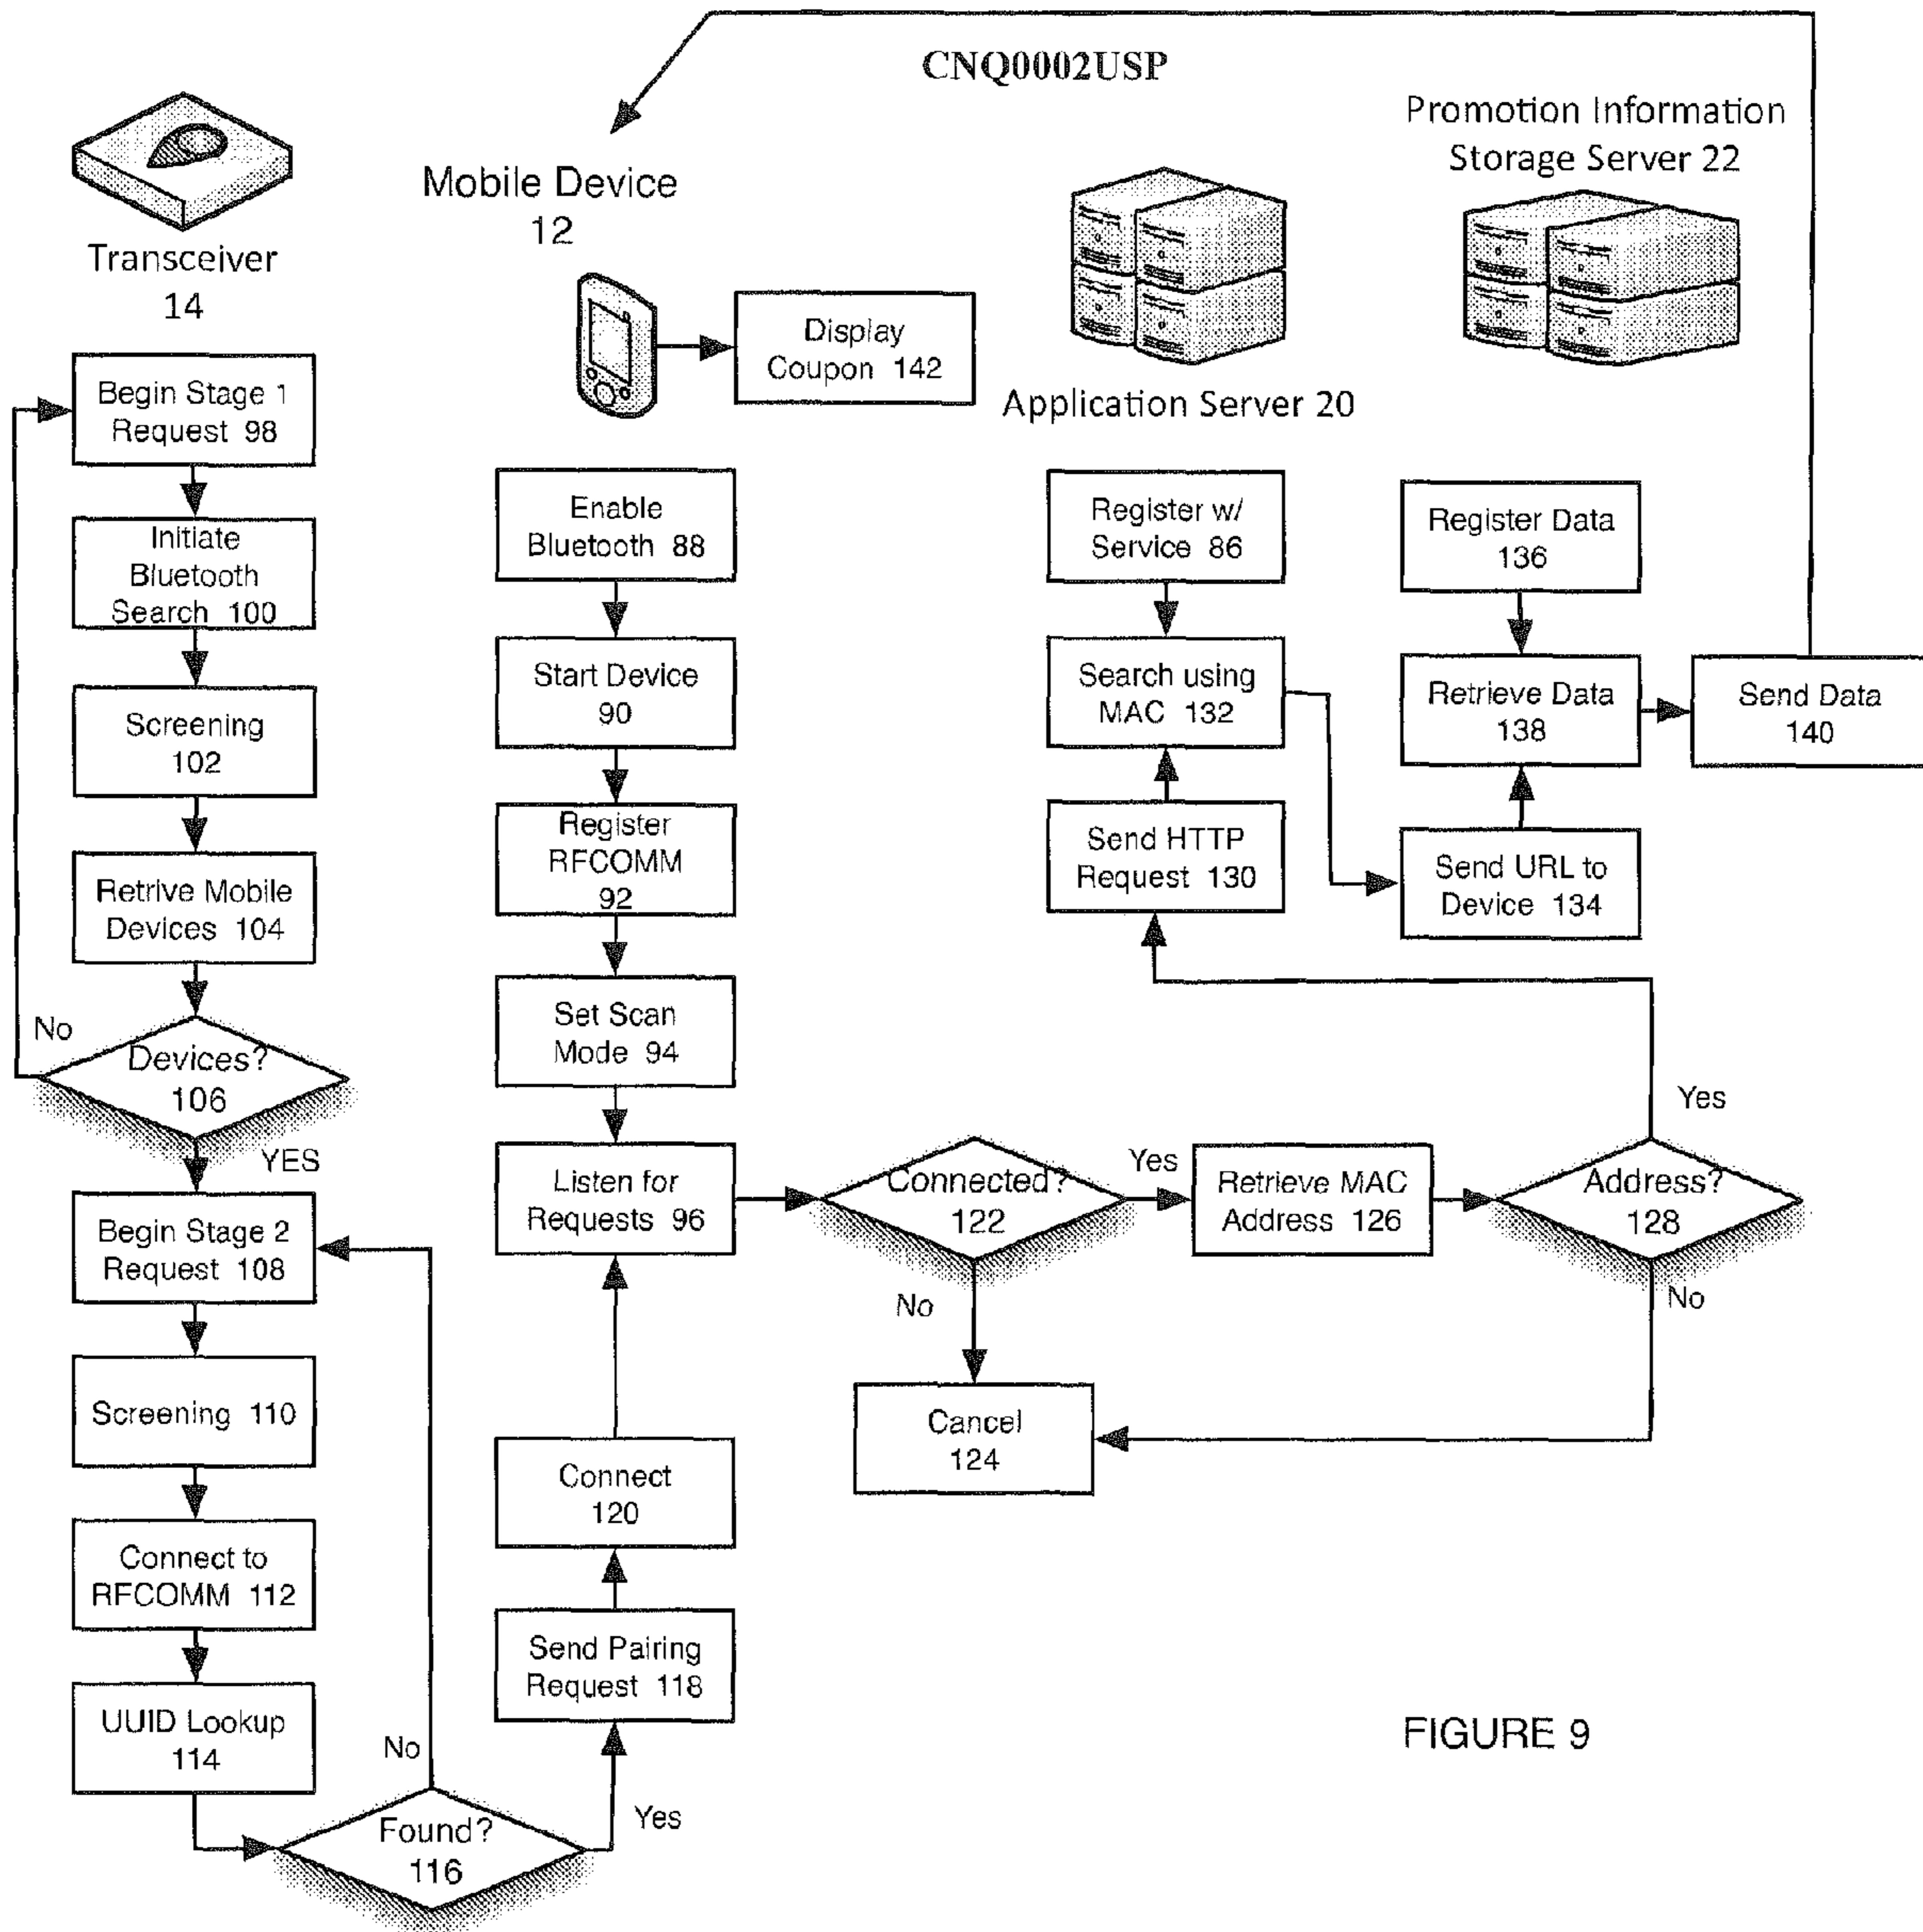 CNQ0002USP
Transceiver
14
Mobile Device
12
Promotion Information
Storage Server 22
Application Server 20
Display
Coupon 142
Begin Stage 1
Request 98
Initiate
Bluetooth
Search 100
Screening
102
Retrive Mobile
Devices 104
No
Devices?
106
YES
Begin Stage 2
Request 108
Screening 110
Connect to
RFCOMM 112
UUID Lookup
114
No
Found?
116
Yes
Enable
Bluetooth 88
Start Device
90
Register
RFCOMM
92
Set Scan
Mode 94
Listen for
Requests 96
Connect
120
Send Pairing
Request 118
Connected?
122
Yes
No
Cancel
124
Retrieve MAC
Address 126
Address?
128
Yes
No
Register w/
Service 86
Search using
MAC 132
Send HTTP
Request 130
Register Data
136
Retrieve Data
138
Send URL to
Device 134
Send Data
140
FIGURE 9